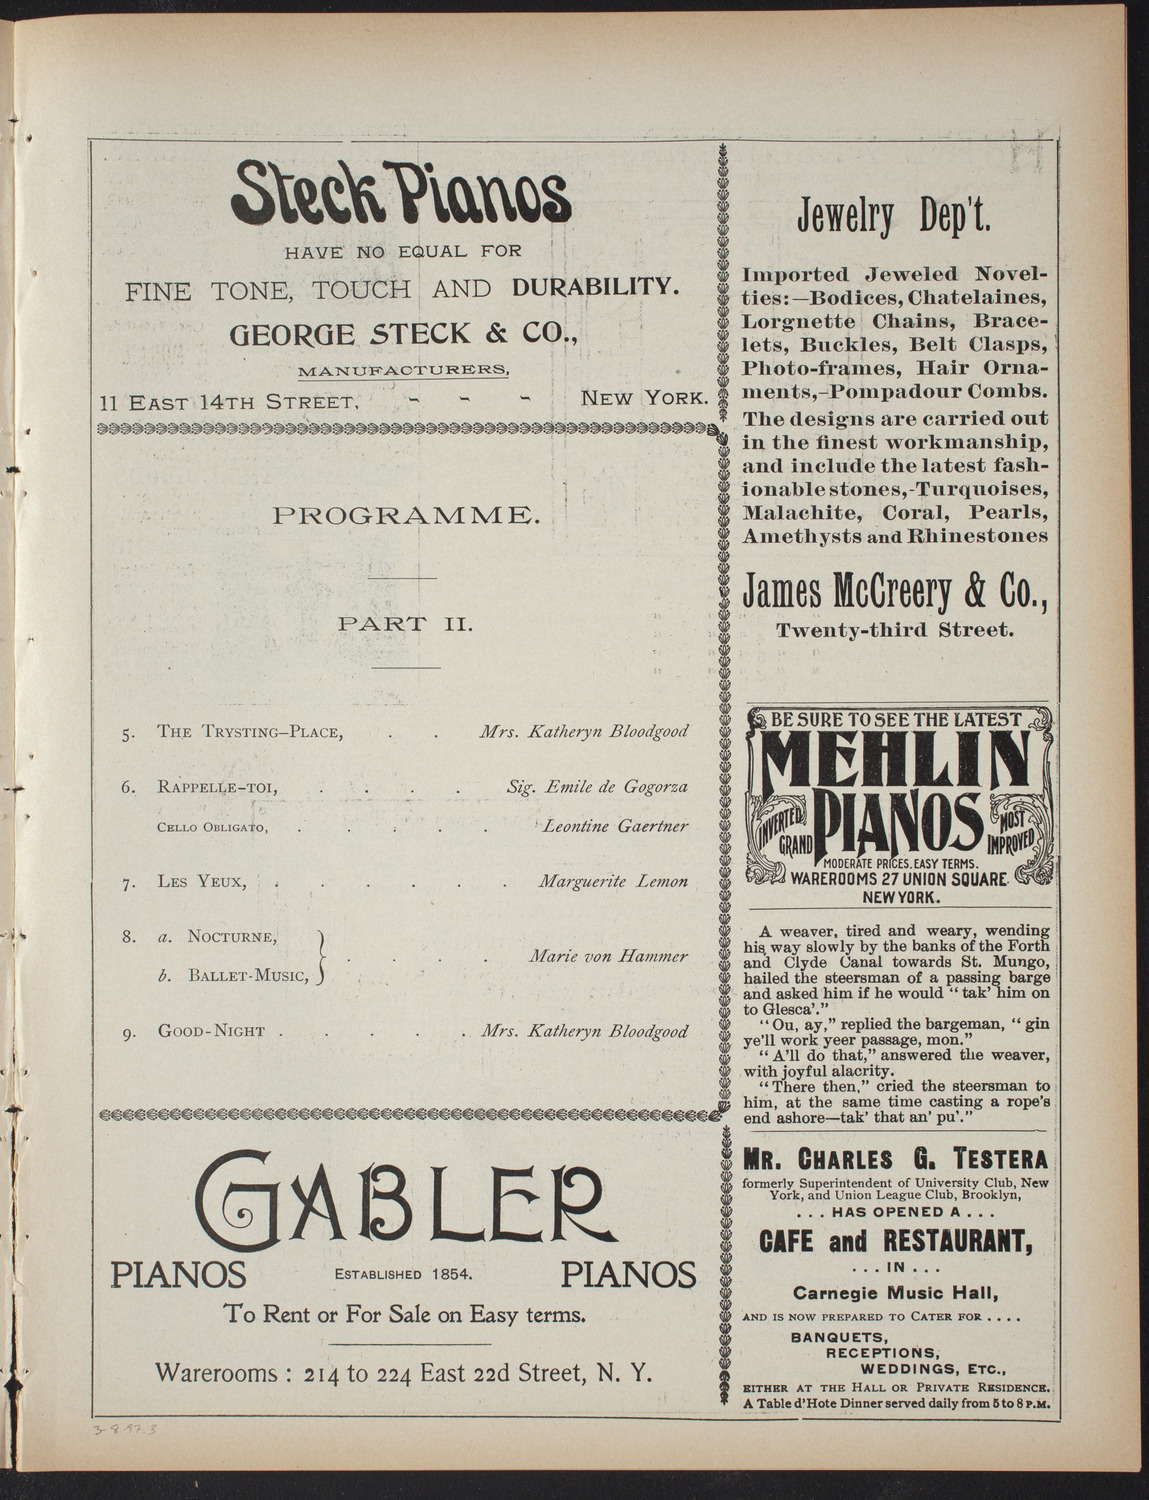 Steck Pianos
HAVE NO EQUAL FOR
FINE TONE, TOUCH AND DURABILITY.
GEORGE STECK & CO.,
MANUFACTURERS,
11 EAST 14TH STREET, - - - NEW YORK.
PROGRAMME.
PART II.
5. THE TRYSTING-PLACE, . . Mrs. Katheryn Bloodgood
6. RAPPELLE-TOI, . . . . Sig. Emile de Gogorza
CELLO OBLIGATO, . . . . . Leontine Gaertner
7. LES YEUX, . . . . . . Marguerite Lemon
8. a. NOCTURNE,
} . . . . Marie von Hammer
b. BALLET-MUSIC,
9. GOOD-NIGHT . . . . . Mrs. Katheryn Bloodgood
GABLER
PIANOS ESTABLISHED 1854. PIANOS
To Rent or For Sale on Easy terms.
Warerooms : 214 to 224 East 22d Street, N. Y.
Jewelry Dep't.
Imported Jeweled Novel-
ties:—Bodices, Chatelaines,
Lorgnette Chains, Brace-
lets, Buckles, Belt Clasps,
Photo-frames, Hair Orna-
ments,-Pompadour Combs.
The designs are carried out
in the finest workmanship,
and include the latest fash-
ionable stones,-Turquoises,
Malachite, Coral, Pearls,
Amethysts and Rhinestones
James McCreery & Co.,
Twenty-third Street.
BE SURE TO SEE THE LATEST
MEHLIN
PIANOS
INVERTED GRAND
MOST IMPROVED
MODERATE PRICES. EASY TERMS.
WAREROOMS 27 UNION SQUARE
NEW YORK.
A weaver, tired and weary, wending
his way slowly by the banks of the Forth
and Clyde Canal towards St. Mungo,
hailed the steersman of a passing barge
and asked him if he would "tak' him on
to Glesca'."
"Ou, ay," replied the bargeman, "gin
ye'll work yeer passage, mon."
"A'll do that," answered the weaver,
with joyful alacrity.
"There then," cried the steersman to
him, at the same time casting a rope's
end ashore—tak' that an' pu'."
MR. CHARLES G. TESTERA
formerly Superintendent of University Club, New
York, and Union League Club, Brooklyn,
. . . HAS OPENED A . . .
CAFE and RESTAURANT,
. . . IN . . .
Carnegie Music Hall,
AND IS NOW PREPARED TO CATER FOR . . . .
BANQUETS,
RECEPTIONS,
WEDDINGS, ETC.,
EITHER AT THE HALL OR PRIVATE RESIDENCE.
A Table d'Hote Dinner served daily from 5 to 8 P.M.
3-8.97.3